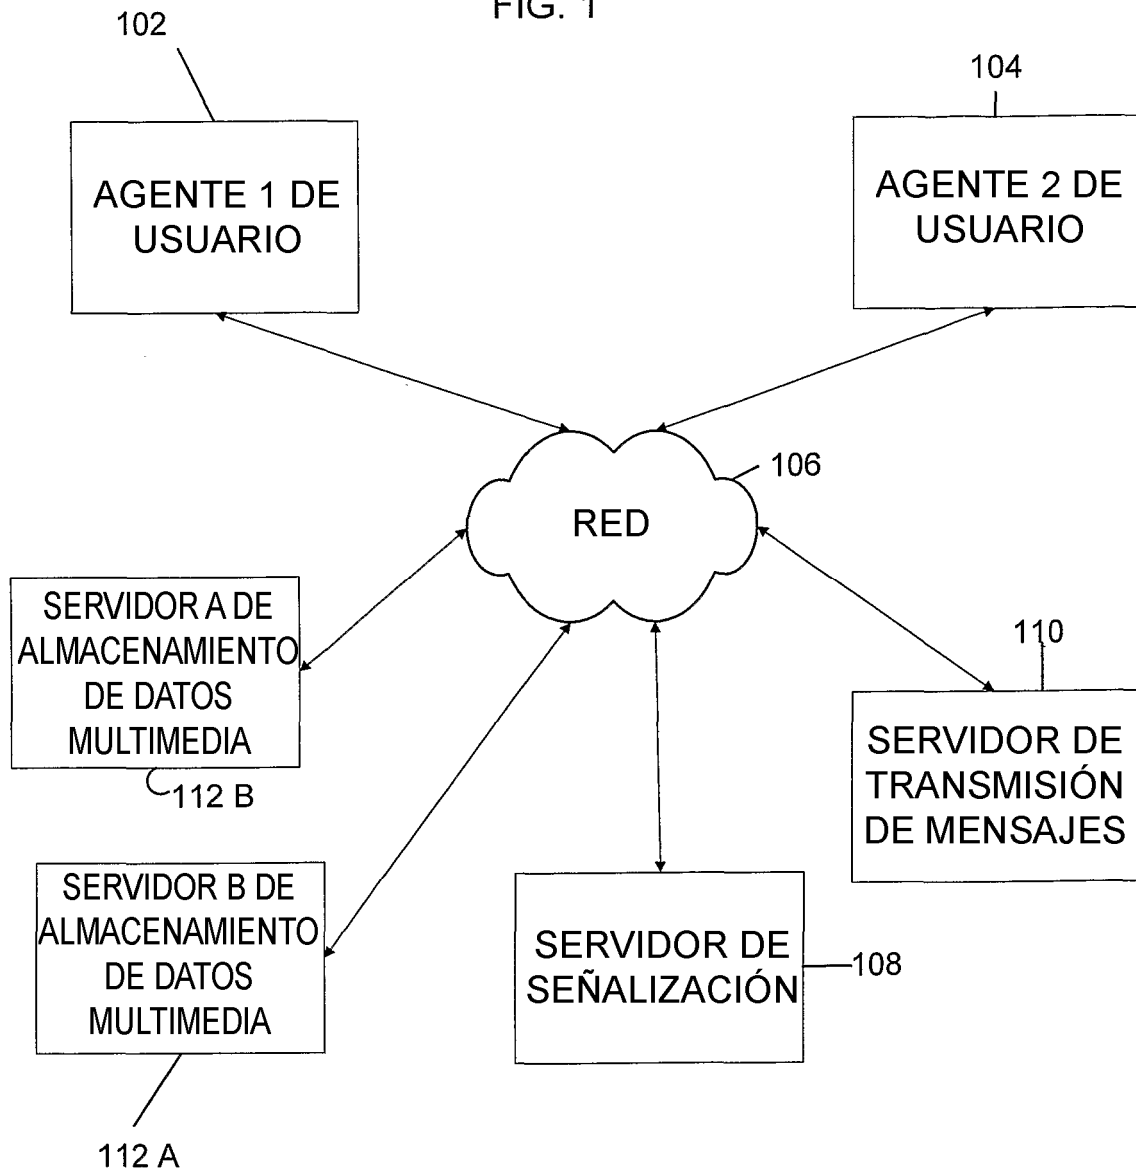 FIG. 1
102
104
AGENTE 1 DE
USUARIO
AGENTE 2 DE
USUARIO
106
RED
SERVIDOR A DE
ALMACENAMIENTO
DE DATOS
MULTIMEDIA
112 B
110
SERVIDOR DE
TRANSMISIÓN
DE MENSAJES
SERVIDOR B DE
ALMACENAMIENTO
DE DATOS
MULTIMEDIA
112 A
SERVIDOR DE
SEÑALIZACIÓN
108